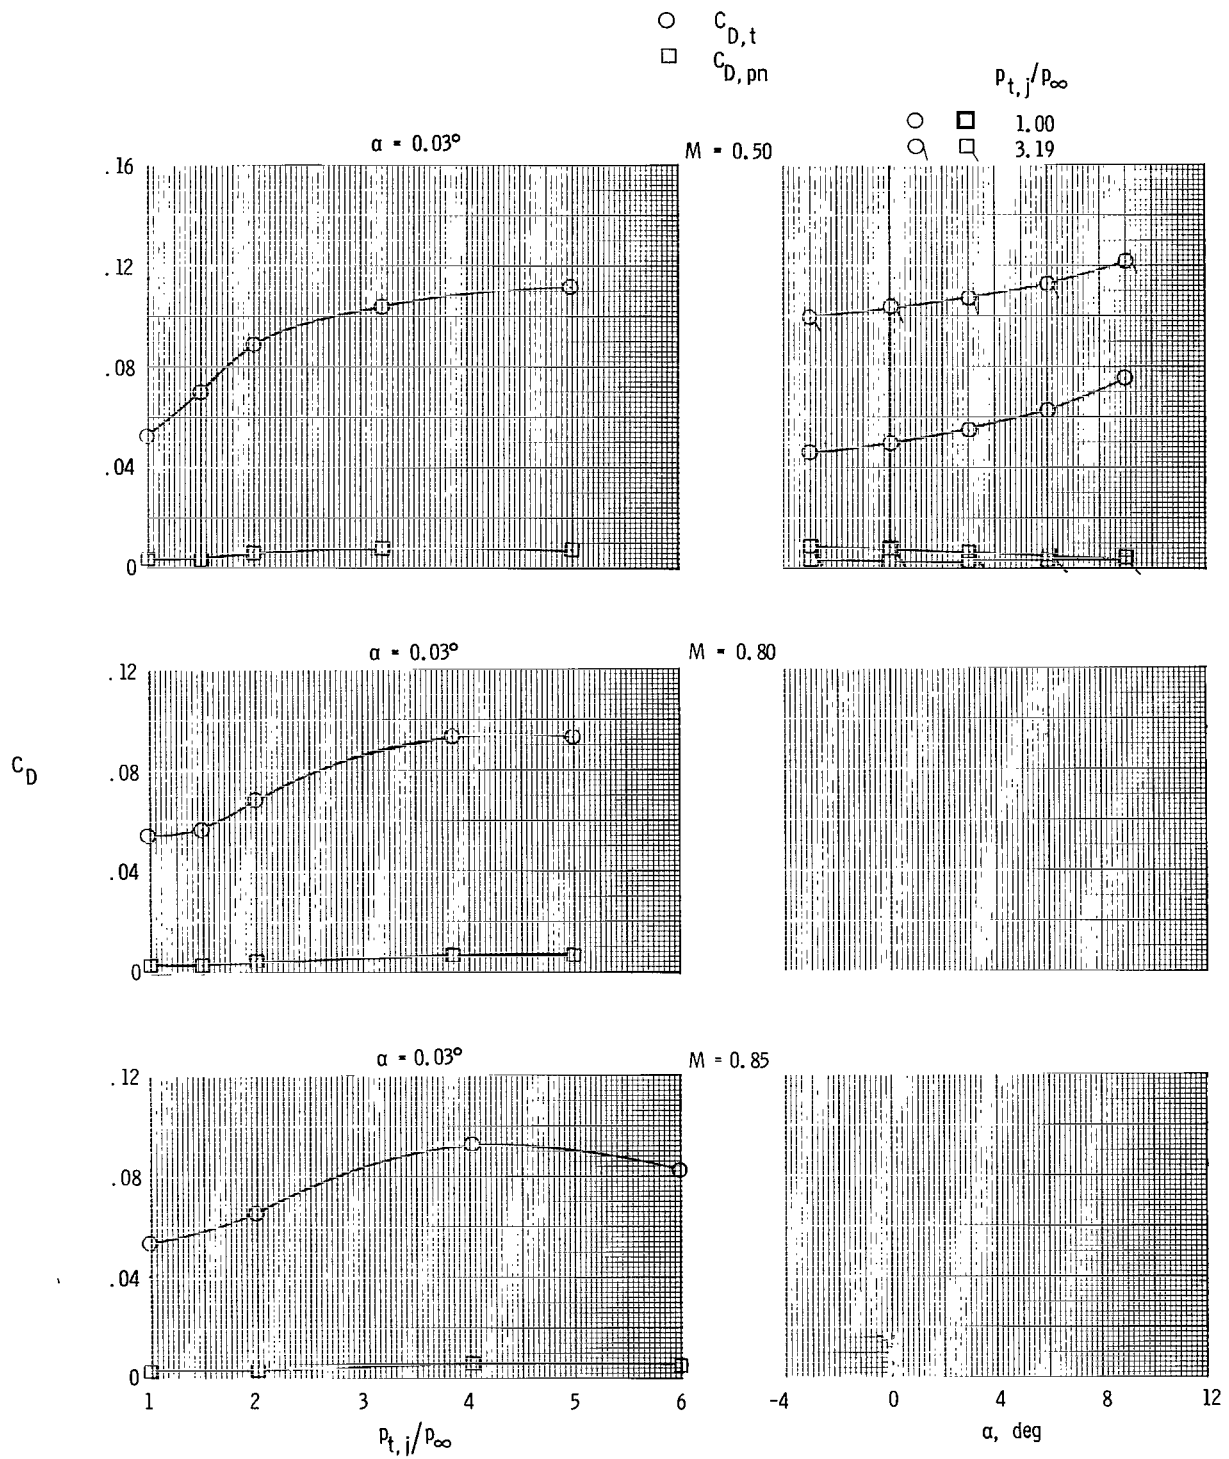 C_D,t
C_D,pn
p_t,j/p_∞
1.00
3.19
α = 0.03°
M = 0.50
.16
.12
.08
.04
0
α = 0.03°
M = 0.80
.12
.08
.04
0
C_D
α = 0.03°
M = 0.85
.12
.08
.04
0
1 2 3 4 5 6
p_t,j/p_∞
-4 0 4 8 12
α, deg